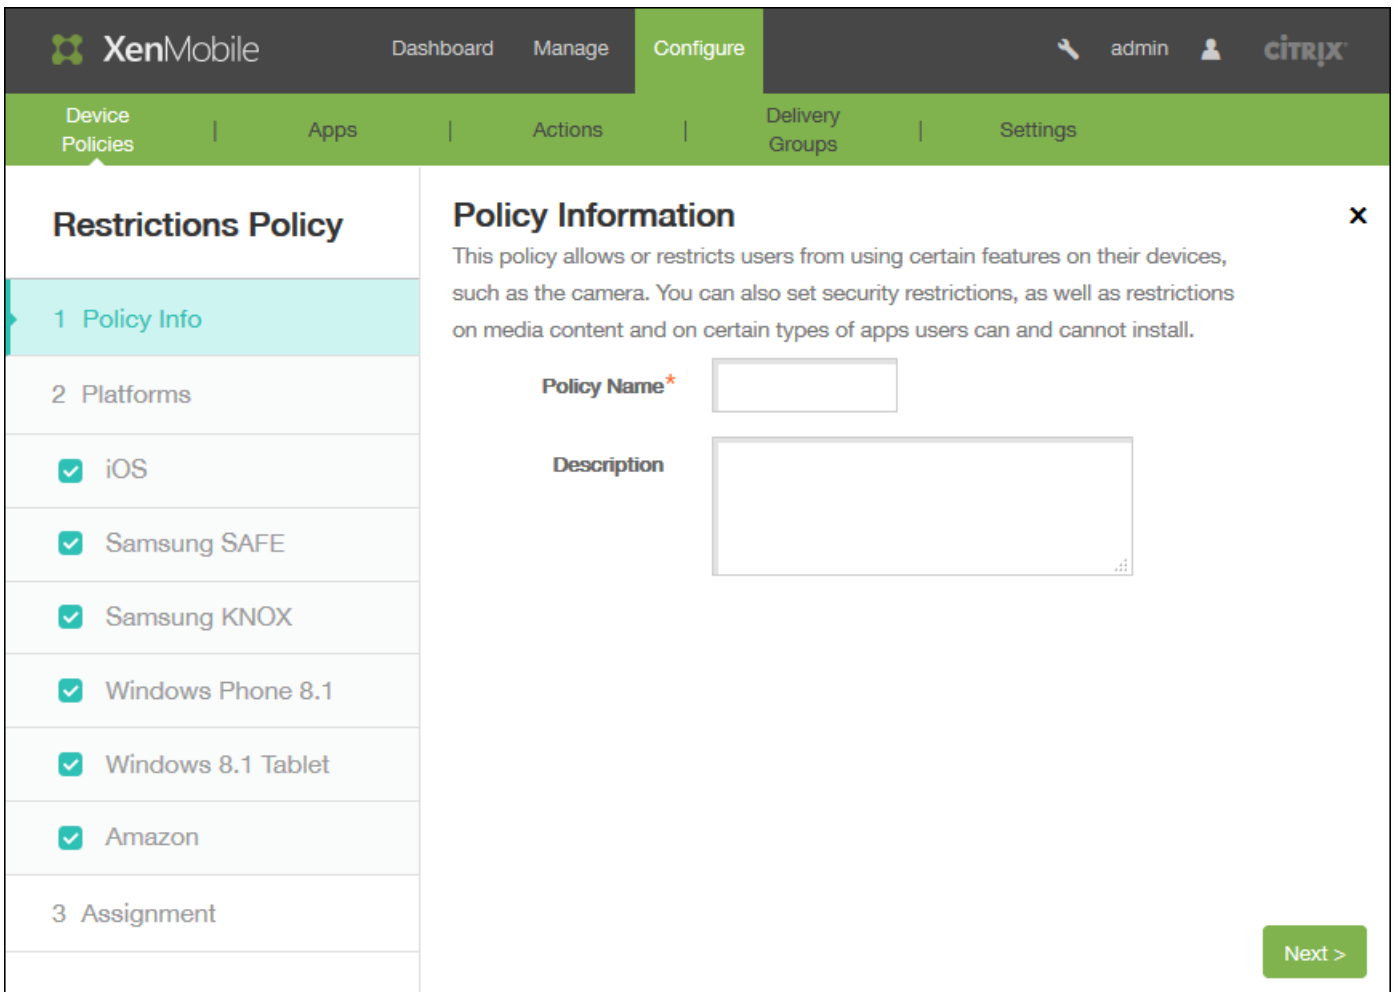 XenMobile Dashboard Manage Configure admin CİTRIX
Device Policies | Apps | Actions | Delivery Groups | Settings
Restrictions Policy
1 Policy Info
2 Platforms
iOS
Samsung SAFE
Samsung KNOX
Windows Phone 8.1
Windows 8.1 Tablet
Amazon
3 Assignment
Policy Information
This policy allows or restricts users from using certain features on their devices,
such as the camera. You can also set security restrictions, as well as restrictions
on media content and on certain types of apps users can and cannot install.
Policy Name*
Description
Next >